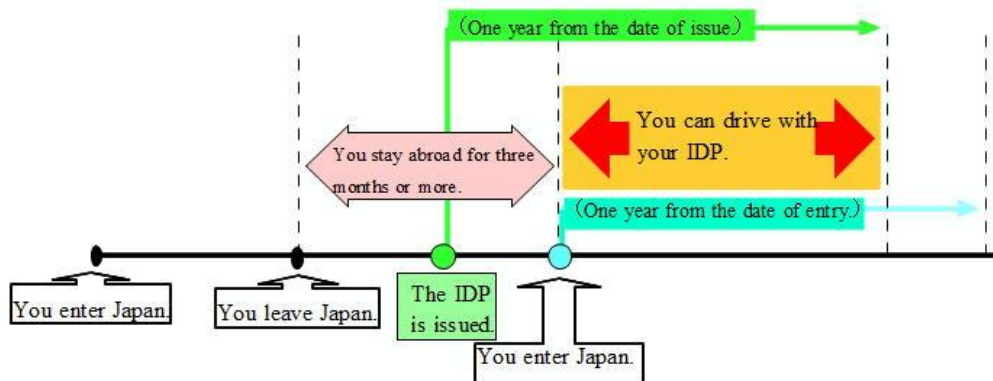 (One year from the date of issue.)
You can drive with
your IDP.
You stay abroad for three
months or more.
(One year from the date of entry.)
You enter Japan.
You leave Japan.
The IDP
is issued.
You enter Japan.